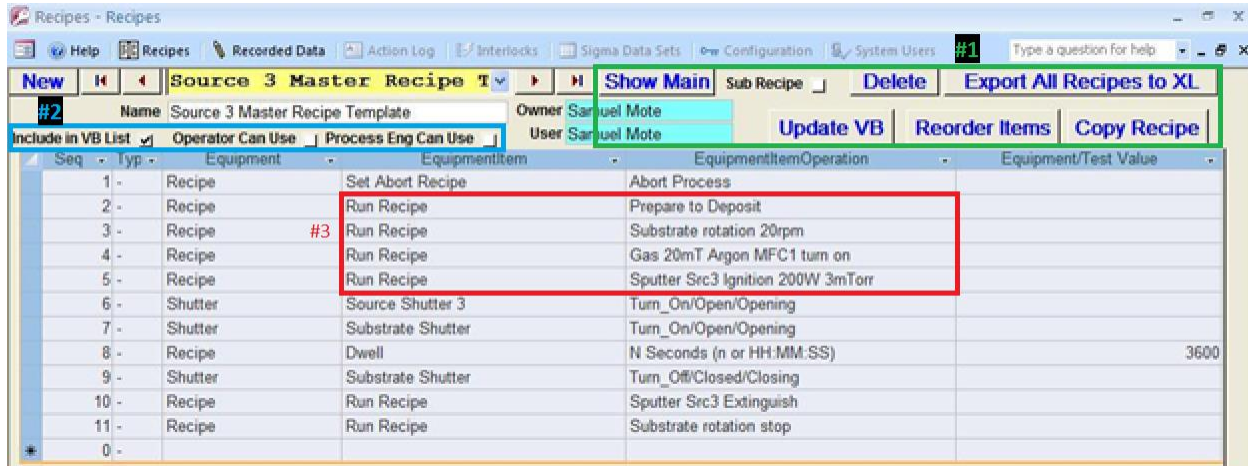 Recipes - Recipes
Help Recipes Recorded Data Action Log Interlocks Sigma Data Sets Configuration System Users #1 Type a question for help
New Source 3 Master Recipe T Show Main Sub Recipe Delete Export All Recipes to XL
#2 Name Source 3 Master Recipe Template Owner Samuel Mote
Include in VB List Operator Can Use Process Eng Can Use User Samuel Mote Update VB Reorder Items Copy Recipe
Seq Typ Equipment EquipmentItem EquipmentItemOperation Equipment/Test Value
1 - Recipe Set Abort Recipe Abort Process
2 - Recipe Run Recipe Prepare to Deposit
3 - Recipe #3 Run Recipe Substrate rotation 20rpm
4 - Recipe Run Recipe Gas 20mT Argon MFC1 turn on
5 - Recipe Run Recipe Sputter Src3 Ignition 200W 3mTorr
6 - Shutter Source Shutter 3 Turn_On/Open/Opening
7 - Shutter Substrate Shutter Turn_On/Open/Opening
8 - Recipe Dwell N Seconds (n or HH:MM:SS) 3600
9 - Shutter Substrate Shutter Turn_Off/Closed/Closing
10 - Recipe Run Recipe Sputter Src3 Extinguish
11 - Recipe Run Recipe Substrate rotation stop
0 -